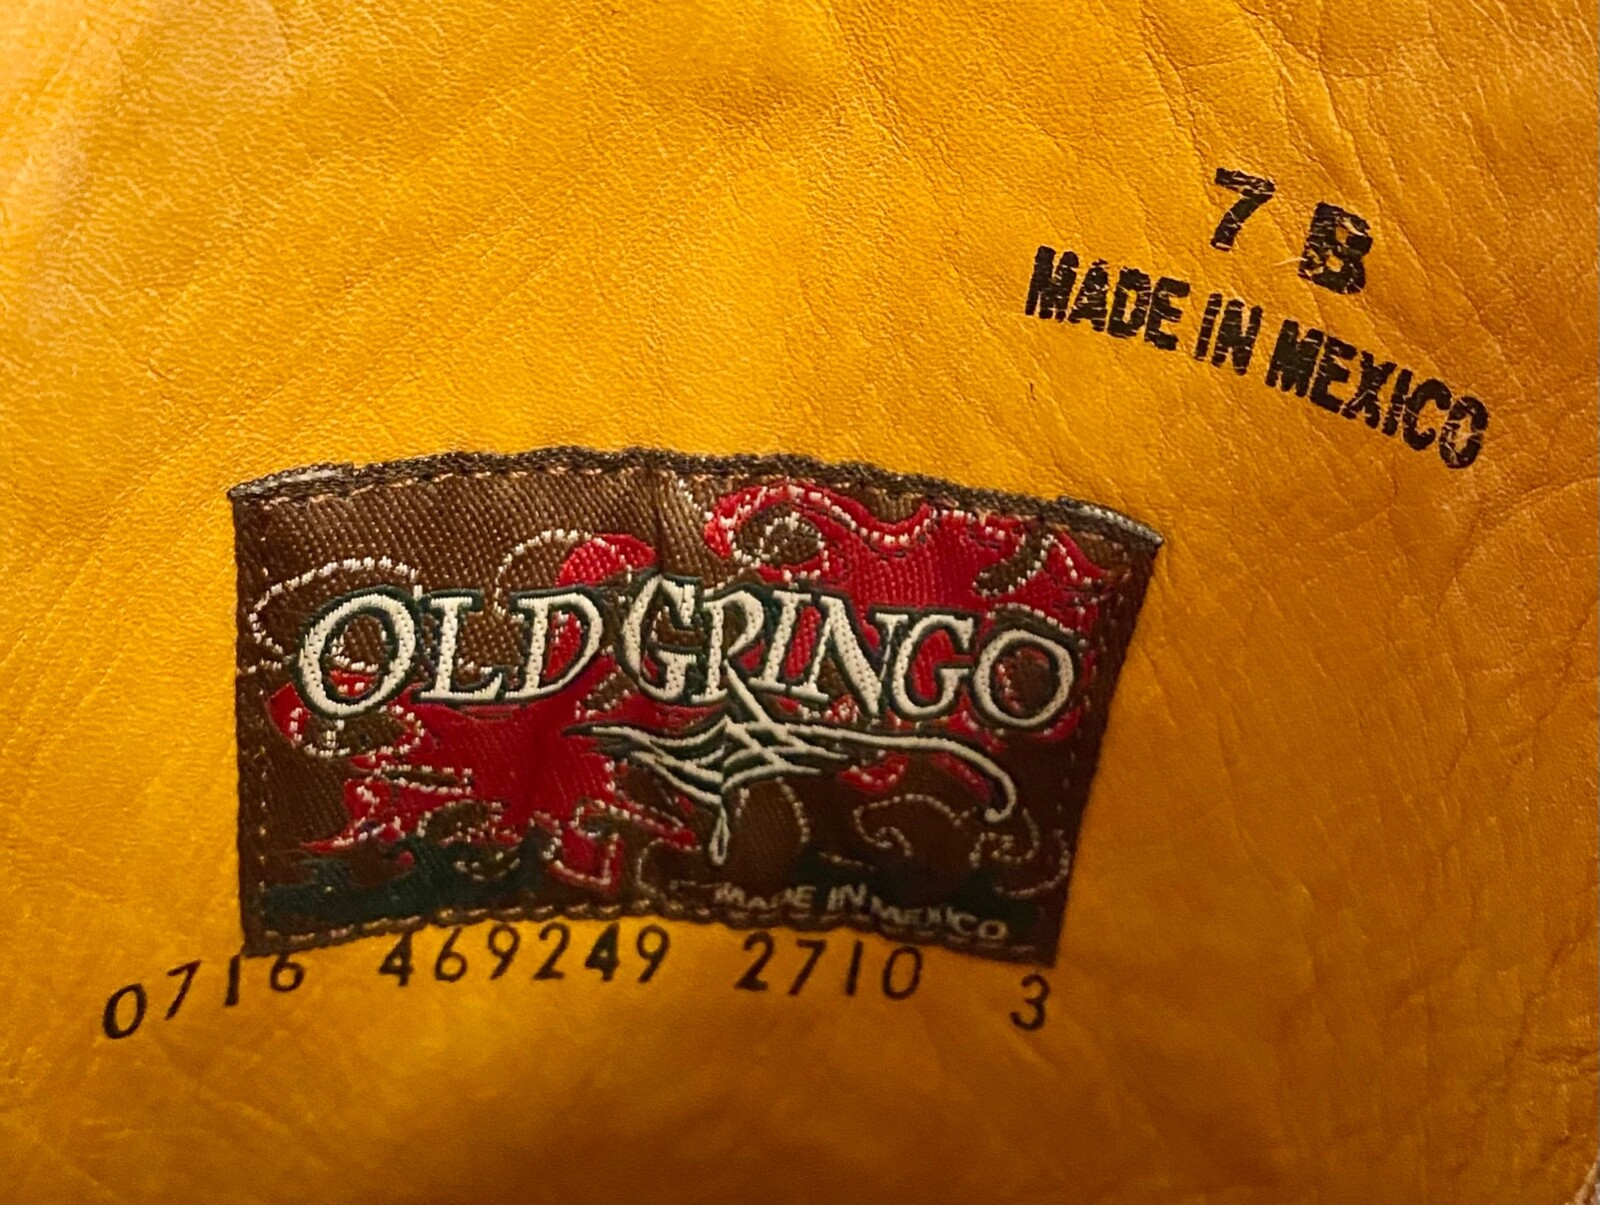 7 B
MADE IN MEXICO
OLD GRINGO
MADE IN MEXICO
0716 469249 2710 3